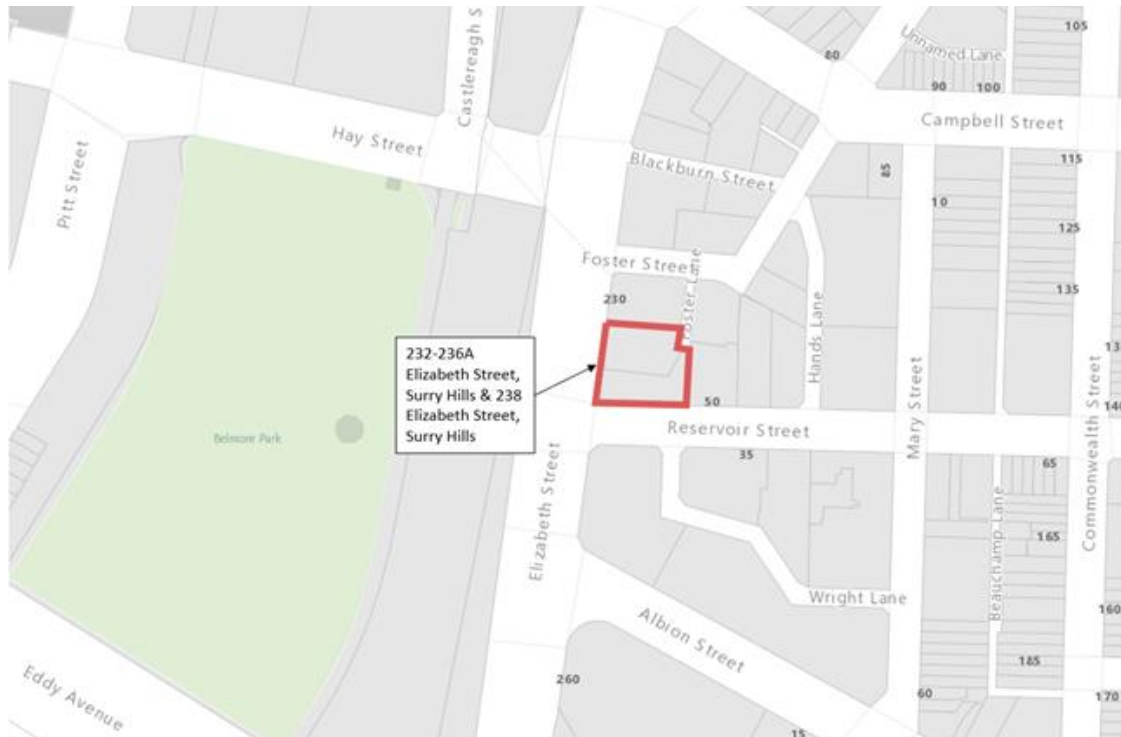 Castlereagh S
105
Unnamed Lane
80
90
100
Campbell Street
Hay Street
Pitt Street
Blackburn Street
85
115
10
125
Foster Street
Foster Lane
135
230
Hands Lane
232-236A
Elizabeth Street,
Surry Hills & 238
Elizabeth Street,
Surry Hills
13
140
50
Reservoir Street
Mary Street
Commonwealth Street
Belmore Park
35
65
Elizabeth Street
165
Beauchamp Lane
Wright Lane
160
Albion Street
185
Eddy Avenue
260
60
170
15